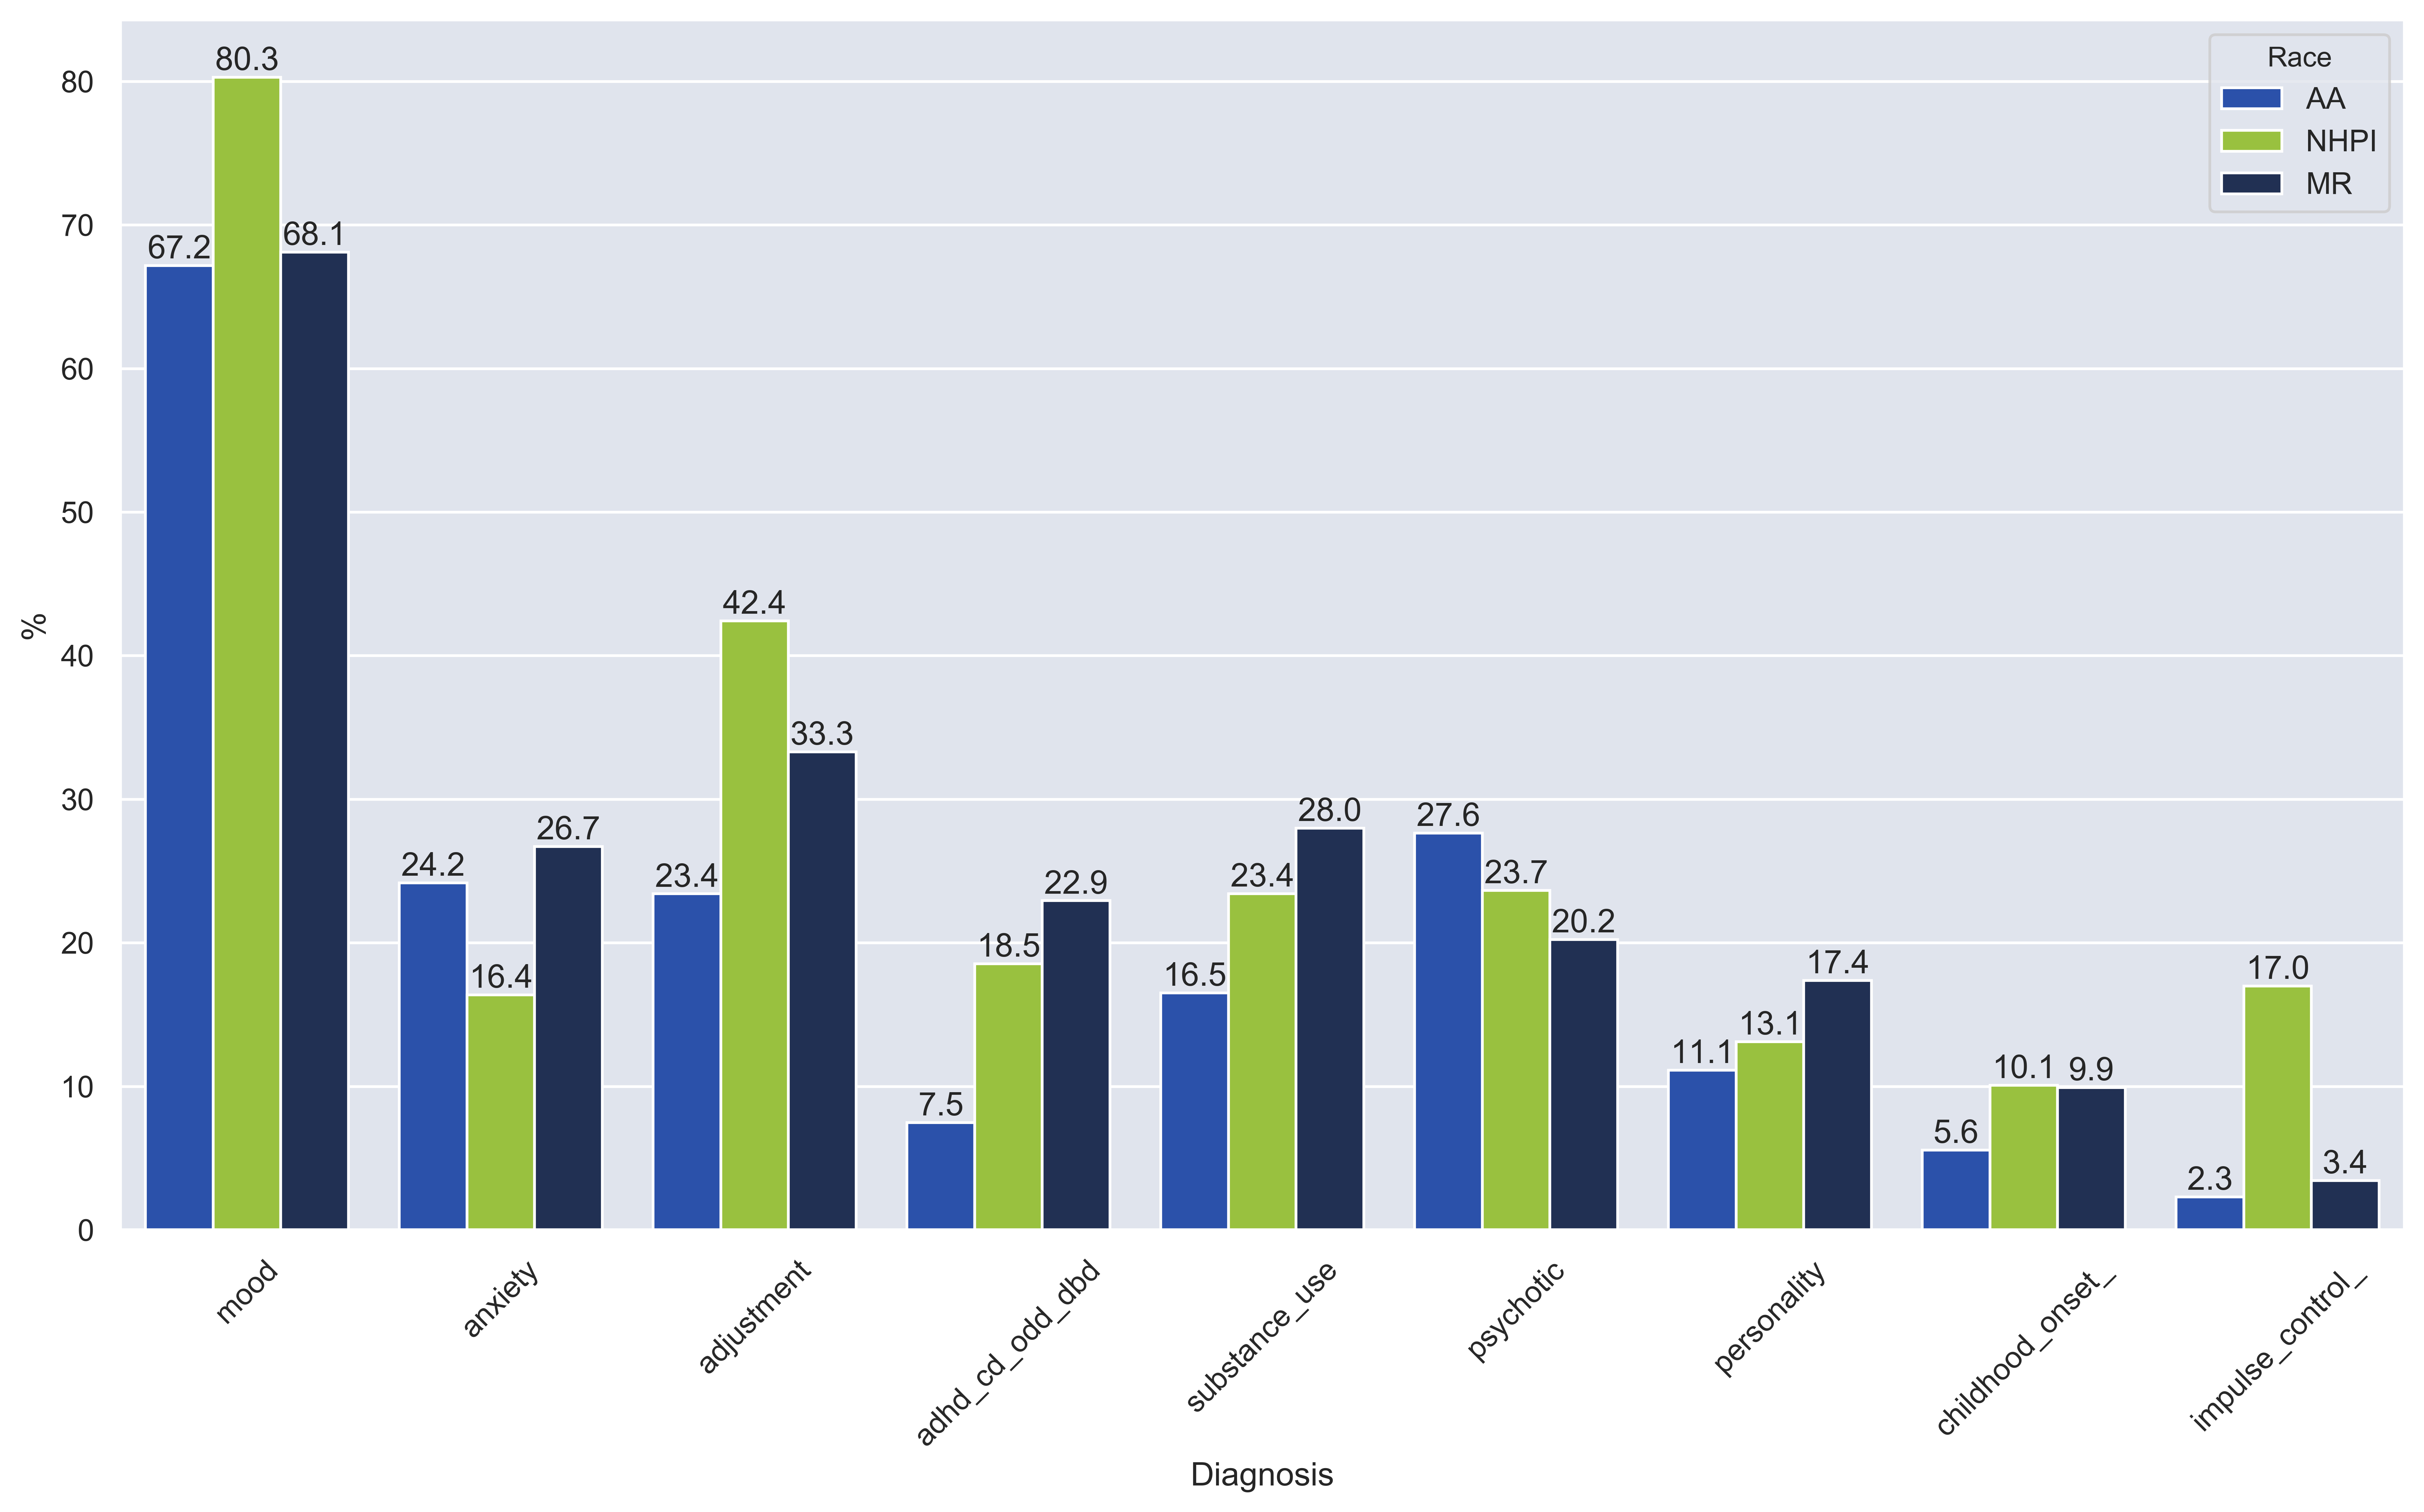 Race
AA
NHPI
MR
%
80
70
60
50
40
30
20
10
0
67.2
80.3
68.1
24.2
16.4
26.7
23.4
42.4
33.3
7.5
18.5
22.9
16.5
23.4
28.0
27.6
23.7
20.2
11.1
13.1
17.4
5.6
10.1
9.9
2.3
17.0
3.4
mood
anxiety
adjustment
adhd_cd_odd_dbd
substance_use
psychotic
personality
childhood_onset_
impulse_control_
Diagnosis